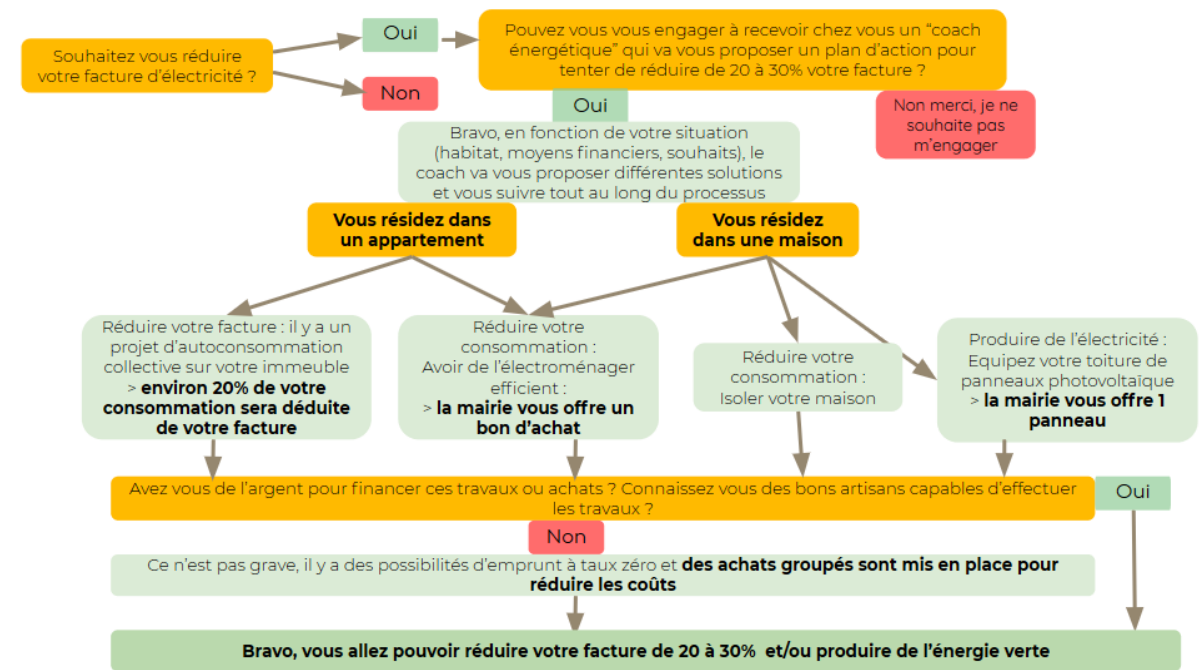 Souhaitez vous réduire
votre facture d'électricité ?
Oui
Non
Pouvez vous vous engager à recevoir chez vous un "coach
énergétique" qui va vous proposer un plan d'action pour
tenter de réduire de 20 à 30% votre facture ?
Oui
Non merci, je ne
souhaite pas
m'engager
Bravo, en fonction de votre situation
(habitat, moyens financiers, souhaits), le
coach va vous proposer différentes solutions
et vous suivre tout au long du processus
Vous résidez dans
un appartement
Vous résidez
dans une maison
Réduire votre facture : il y a un
projet d'autoconsommation
collective sur votre immeuble
> environ 20% de votre
consommation sera déduite
de votre facture
Réduire votre
consommation :
Avoir de l'électroménager
efficient :
> la mairie vous offre un
bon d'achat
Réduire votre
consommation :
Isoler votre maison
Produire de l'électricité :
Equipez votre toiture de
panneaux photovoltaïque
> la mairie vous offre 1
panneau
Avez vous de l'argent pour financer ces travaux ou achats ? Connaissez vous des bons artisans capables d'effectuer
les travaux ?
Oui
Non
Ce n'est pas grave, il y a des possibilités d'emprunt à taux zéro et des achats groupés sont mis en place pour
réduire les coûts
Bravo, vous allez pouvoir réduire votre facture de 20 à 30% et/ou produire de l'énergie verte